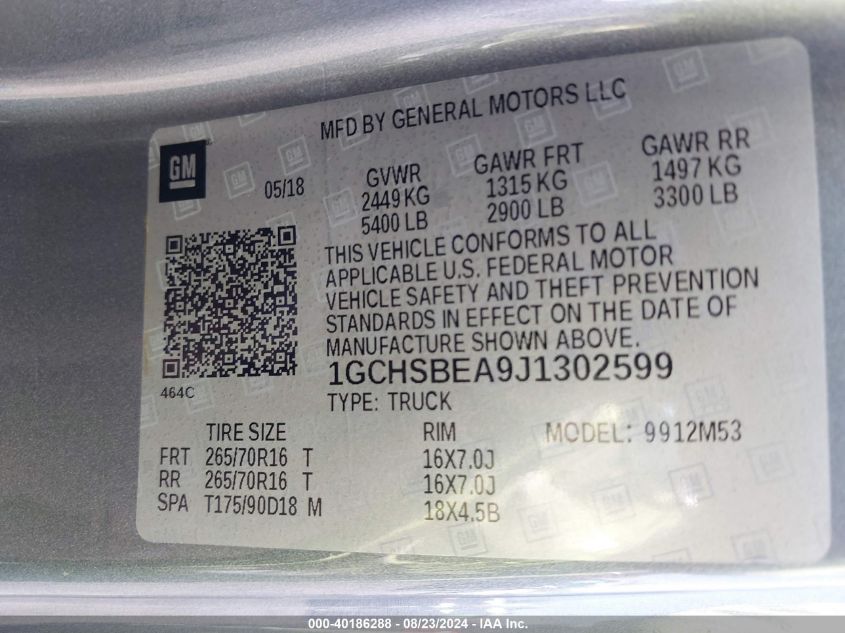 MFD BY GENERAL MOTORS LLC
GM
05/18
GVWR GAWR FRT GAWR RR
2449 KG 1315 KG 1497 KG
5400 LB 2900 LB 3300 LB
THIS VEHICLE CONFORMS TO ALL
APPLICABLE U.S. FEDERAL MOTOR
VEHICLE SAFETY AND THEFT PREVENTION
STANDARDS IN EFFECT ON THE DATE OF
MANUFACTURE SHOWN ABOVE.
1GCHSBEA9J1302599
464C
TYPE: TRUCK
TIRE SIZE RIM MODEL: 9912M53
FRT 265/70R16 T 16X7.0J
RR 265/70R16 T 16X7.0J
SPA T175/90D18 M 18X4.5B
1000-40186288 - 08/23/2024 - IAA Inc.